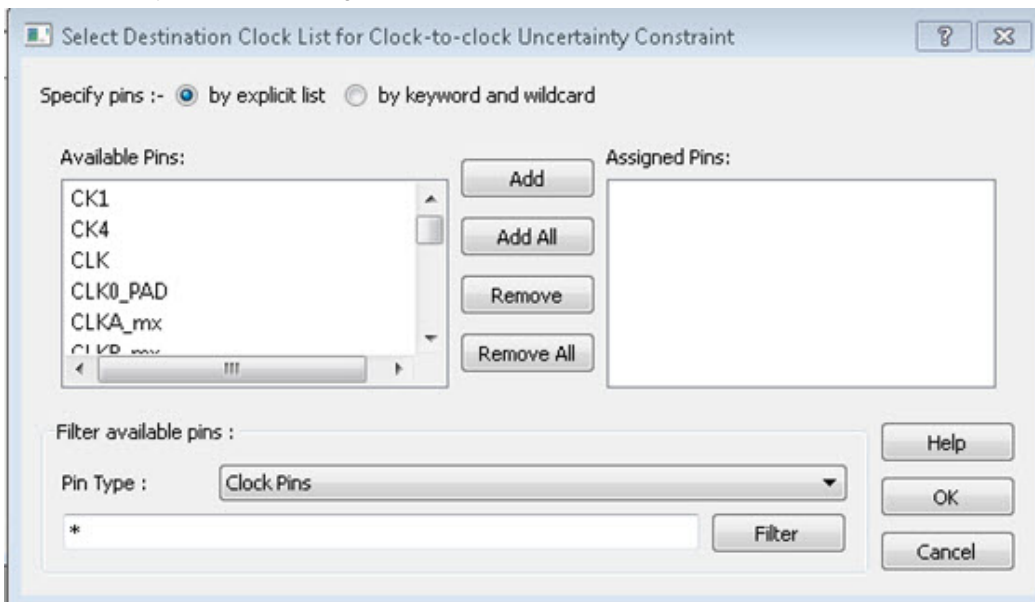 Select Destination Clock List for Clock-to-clock Uncertainty Constraint
Specify pins :- by explicit list by keyword and wildcard
Available Pins:
Assigned Pins:
CK1
CK4
CLK
CLK0_PAD
CLKA_mx
Add
Add All
Remove
Remove All
Filter available pins :
Pin Type : Clock Pins
*
Filter
Help
OK
Cancel